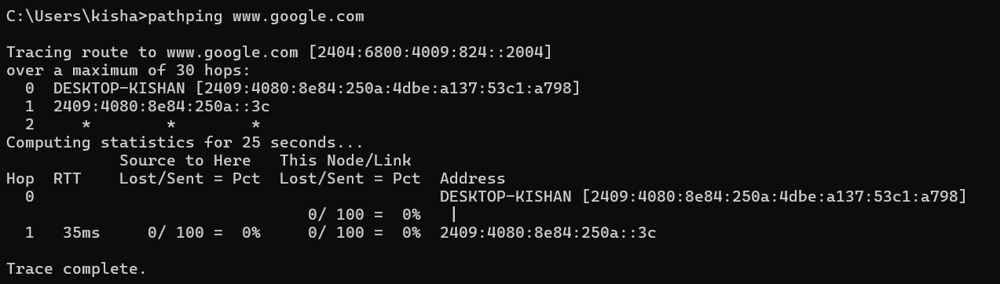 C:\Users\kisha>pathping www.google.com
Tracing route to www.google.com [2404:6800:4009:824::2004]
over a maximum of 30 hops:
  0  DESKTOP-KISHAN [2409:4080:8e84:250a:4dbe:a137:53c1:a798]
  1  2409:4080:8e84:250a::3c
  2     *        *        *
Computing statistics for 25 seconds...
            Source to Here   This Node/Link
Hop  RTT    Lost/Sent = Pct  Lost/Sent = Pct  Address
  0                                           DESKTOP-KISHAN [2409:4080:8e84:250a:4dbe:a137:53c1:a798]
                                0/ 100 =  0%   |
  1   35ms     0/ 100 =  0%     0/ 100 =  0%  2409:4080:8e84:250a::3c
Trace complete.